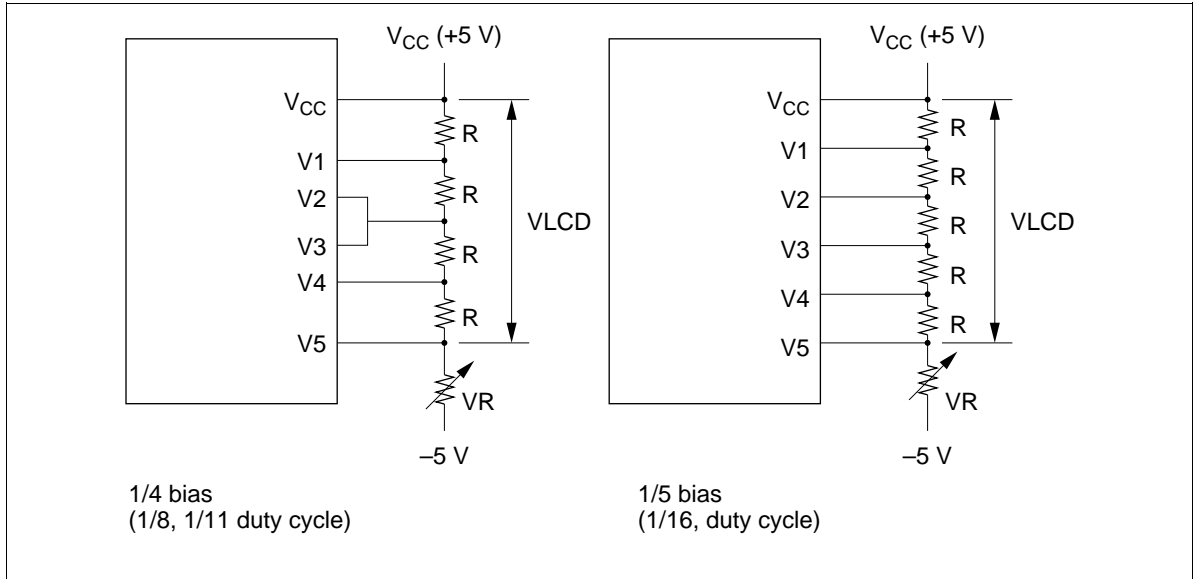 V_CC (+5 V)
V_CC
R
V1
R
V2
V3
VLCD
R
V4
R
V5
VR
–5 V
1/4 bias
(1/8, 1/11 duty cycle)
V_CC (+5 V)
V_CC
R
V1
R
V2
R
VLCD
V3
R
V4
R
V5
VR
–5 V
1/5 bias
(1/16, duty cycle)